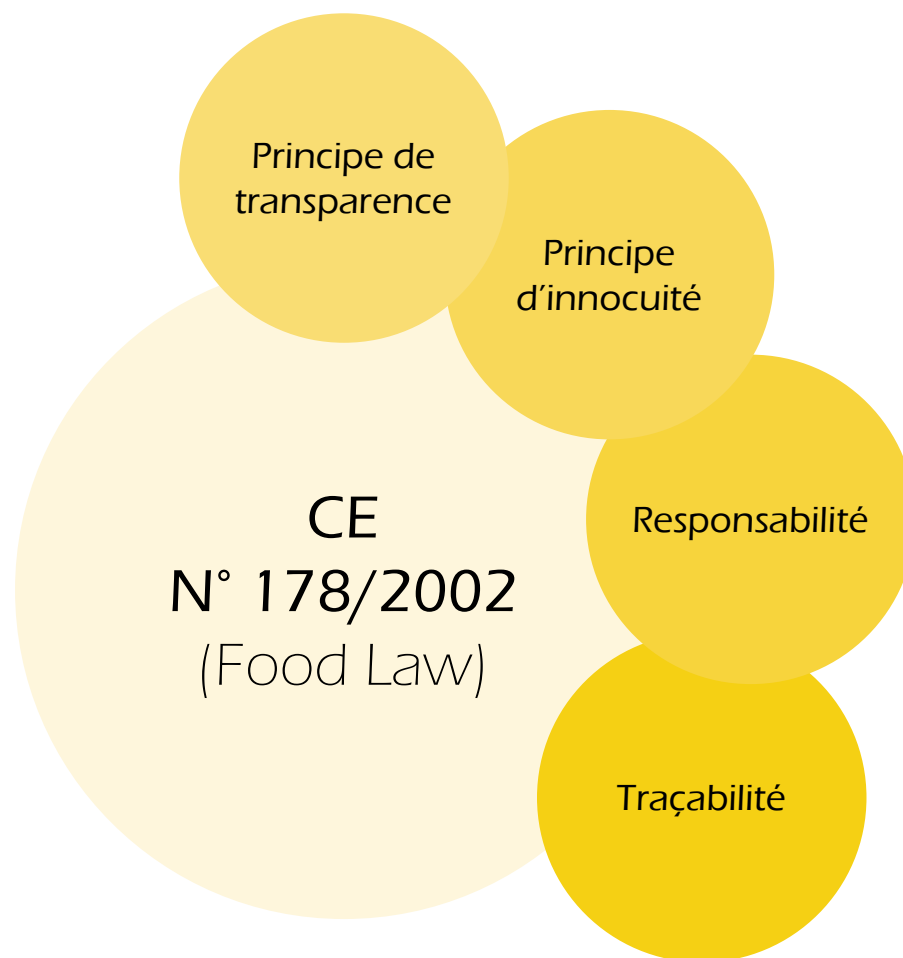 Principe de
transparence
Principe
d'innocuité
CE
N° 178/2002
(Food Law)
Responsabilité
Traçabilité